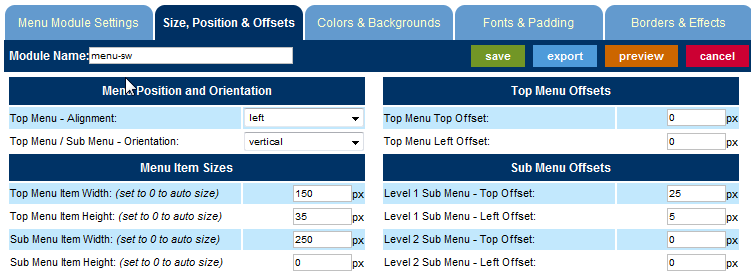 Menu Module Settings
Size, Position & Offsets
Colors & Backgrounds
Fonts & Padding
Borders & Effects
Module Name: menu-sw
save
export
preview
cancel
Menu Position and Orientation
Top Menu - Alignment: left
Top Menu / Sub Menu - Orientation: vertical
Menu Item Sizes
Top Menu Item Width: (set to 0 to auto size) 150 px
Top Menu Item Height: (set to 0 to auto size) 35 px
Sub Menu Item Width: (set to 0 to auto size) 250 px
Sub Menu Item Height: (set to 0 to auto size) 0 px
Top Menu Offsets
Top Menu Top Offset: 0 px
Top Menu Left Offset: 0 px
Sub Menu Offsets
Level 1 Sub Menu - Top Offset: 25 px
Level 1 Sub Menu - Left Offset: 5 px
Level 2 Sub Menu - Top Offset: 0 px
Level 2 Sub Menu - Left Offset: 0 px